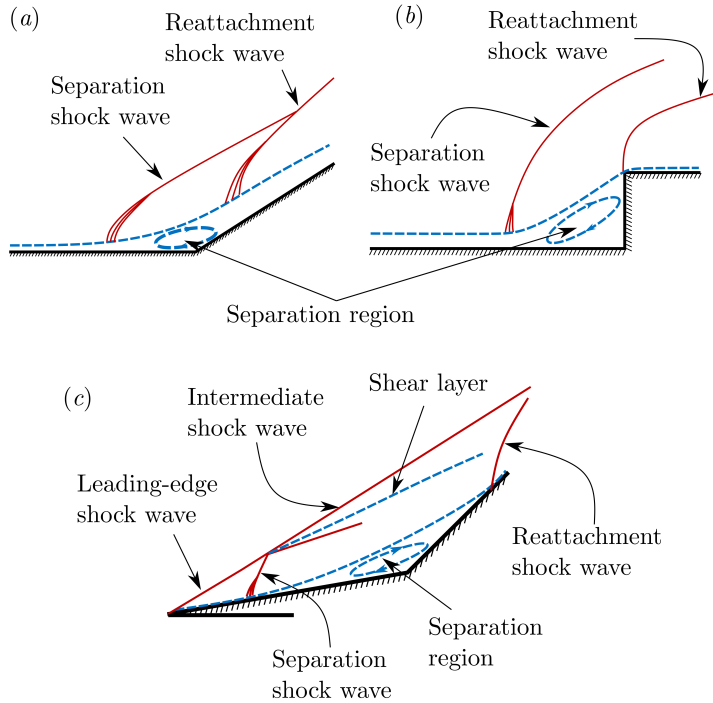 (a)
Reattachment
shock wave
Separation
shock wave
(b)
Reattachment
shock wave
Separation
shock wave
Separation region
(c)
Intermediate
shock wave
Shear layer
Leading-edge
shock wave
Reattachment
shock wave
Separation
region
Separation
shock wave